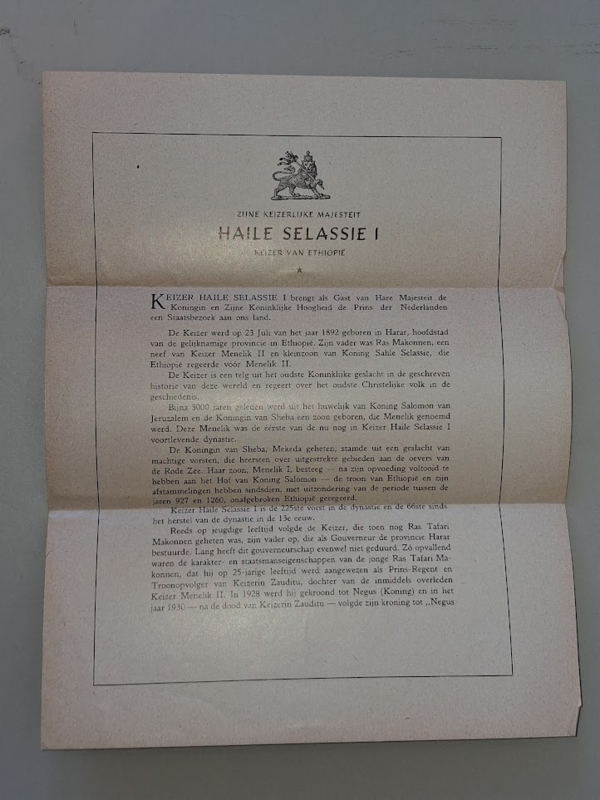 ZIJNE KEIZERLIJKE MAJESTEIT
HAILE SELASSIE I
KEIZER VAN ETHIOPIË
KEIZER HAILE SELASSIE I brengt als Gast van Hare Majesteit de
Koningin en Zijne Koninklijke Hoogheid de Prins der Nederlanden
een Staatsbezoek aan ons land.
De Keizer werd op 23 Juli van het jaar 1892 geboren in Harar, hoofdstad
van de gelijknamige provincie in Ethiopië. Zijn vader was Ras Makonnen, een
neef van Keizer Menelik II en kleinzoon van Koning Sahle Selassie, die
Ethiopië regeerde vóór Menelik II.
De Keizer is een telg uit het oudste Koninklijke geslacht in de geschreven
historie van deze wereld en regeert over het oudste Christelijke volk in de
geschiedenis.
Bijna 3000 jaren geleden werd uit het huwelijk van Koning Salomon van
Jeruzalem en de Koningin van Sheba een zoon geboren, die Menelik genoemd
werd. Deze Menelik was de eerste van de nu nog in Keizer Haile Selassie I
voortlevende dynastie.
De Koningin van Sheba, Mekeda geheten, stamde uit een geslacht van
machtige vorsten, die heersten over uitgestrekte gebieden aan de oevers van
de Rode Zee. Haar zoon, Menelik I, besteeg — na zijn opvoeding voltooid te
hebben aan het Hof van Koning Salomon — de troon van Ethiopië en zijn
afstammelingen hebben sindsdien, met uitzondering van de periode tussen de
jaren 927 en 1260, onafgebroken Ethiopië geregeerd.
Keizer Haile Selassie I is de 225ste vorst in de dynastie en de 66ste sinds
het herstel van de dynastie in de 13e eeuw.
Reeds op jeugdige leeftijd volgde de Keizer, die toen nog Ras Tafari
Makonnen geheten was, zijn vader op, die als Gouverneur de provincie Harar
bestuurde. Lang heeft dit gouverneurschap evenwel niet geduurd. Zó opvallend
waren de karakter- en staatsmanseigenschappen van de jonge Ras Tafari Ma-
konnen, dat hij op 25-jarige leeftijd werd aangewezen als Prins-Regent en
Troonopvolger van Keizerin Zauditu, dochter van de inmiddels overleden
Keizer Menelik II. In 1928 werd hij gekroond tot Negus (Koning) en in het
jaar 1930 — na de dood van Keizerin Zauditu — volgde zijn kroning tot „Negus